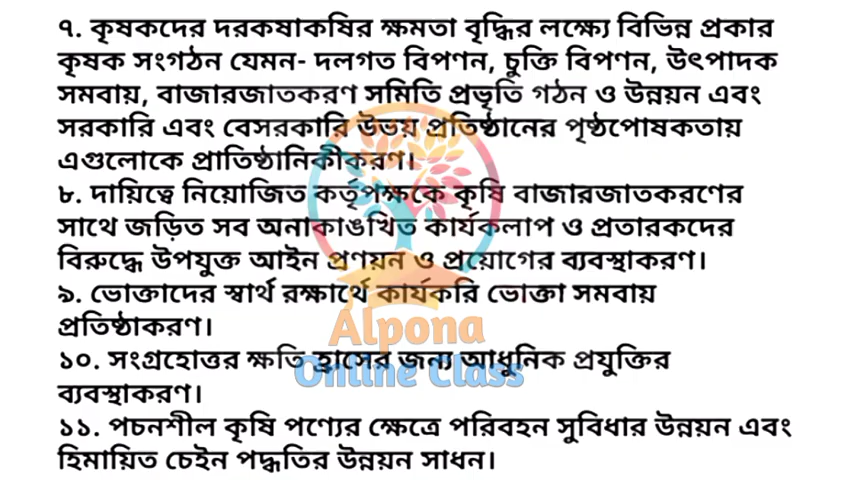 ৭. কৃষকদের দরকষাকষির ক্ষমতা বৃদ্ধির লক্ষ্যে বিভিন্ন প্রকার
কৃষক সংগঠন যেমন- দলগত বিপণন, চুক্তি বিপণন, উৎপাদক
সমবায়, বাজারজাতকরণ সমিতি প্রভৃতি গঠন ও উন্নয়ন এবং
সরকারি এবং বেসরকারি উভয় প্রতিষ্ঠানের পৃষ্ঠপোষকতায়
এগুলোকে প্রাতিষ্ঠানিকীকরণ।
৮. দায়িত্বে নিয়োজিত কর্তৃপক্ষকে কৃষি বাজারজাতকরণের
সাথে জড়িত সব অনাকাঙখিত কার্যকলাপ ও প্রতারকদের
বিরুদ্ধে উপযুক্ত আইন প্রণয়ন ও প্রয়োগের ব্যবস্থাকরণ।
৯. ভোক্তাদের স্বার্থ রক্ষার্থে কার্যকরি ভোক্তা সমবায়
প্রতিষ্ঠাকরণ।
১০. সংগ্রহোত্তর ক্ষতি হ্রাসের জন্য আধুনিক প্রযুক্তির
ব্যবস্থাকরণ।
১১. পচনশীল কৃষি পণ্যের ক্ষেত্রে পরিবহন সুবিধার উন্নয়ন এবং
হিমায়িত চেইন পদ্ধতির উন্নয়ন সাধন।
Alpona
Online Class